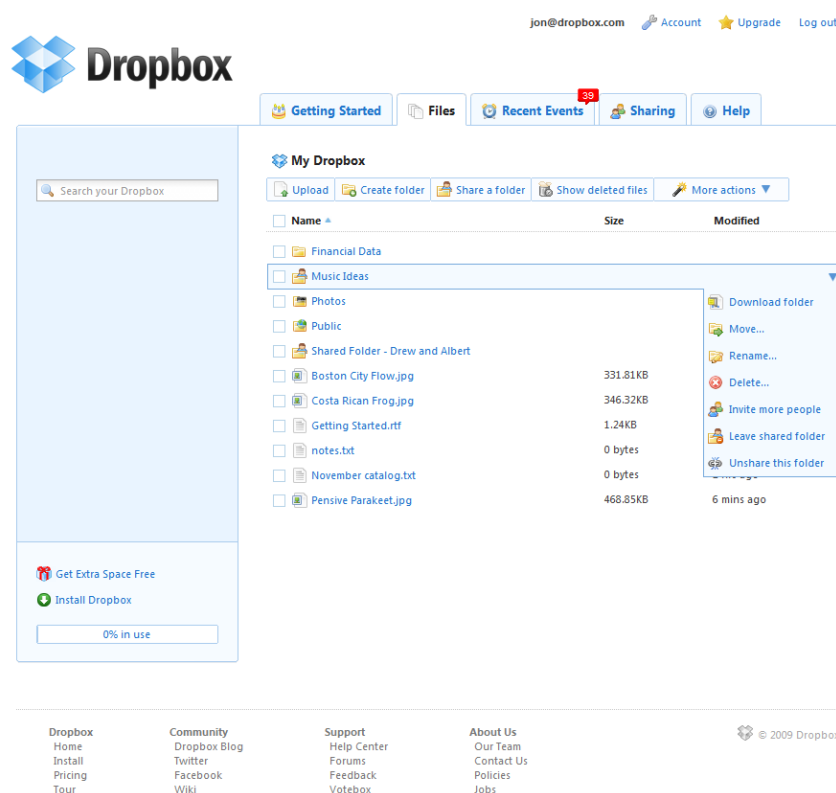 jon@dropbox.com Account Upgrade Log out
Dropbox
39
Getting Started Files Recent Events Sharing Help
My Dropbox
Search your Dropbox
Upload Create folder Share a folder Show deleted files More actions
Name Size Modified
Financial Data
Music Ideas
Photos Download folder
Public Move...
Shared Folder - Drew and Albert Rename...
Boston City Flow.jpg 331.81KB Delete...
Costa Rican Frog.jpg 346.32KB Invite more people
Getting Started.rtf 1.24KB Leave shared folder
notes.txt 0 bytes Unshare this folder
November catalog.txt 0 bytes
Pensive Parakeet.jpg 468.85KB 6 mins ago
Get Extra Space Free
Install Dropbox
0% in use
Dropbox Community Support About Us © 2009 Dropbox
Home Dropbox Blog Help Center Our Team
Install Twitter Forums Contact Us
Pricing Facebook Feedback Policies
Tour Wiki Votebox Jobs